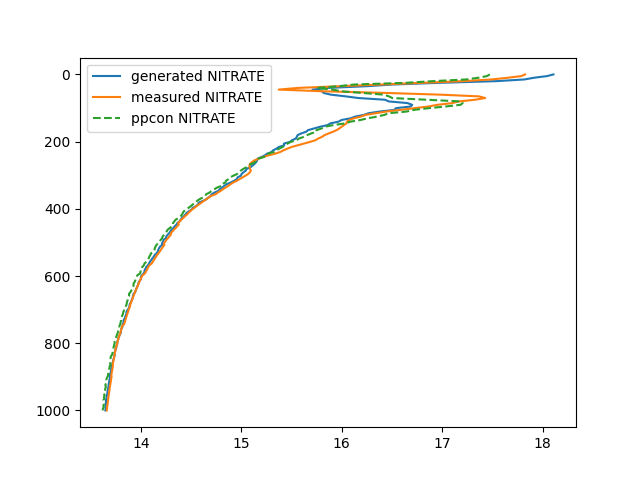 generated NITRATE
measured NITRATE
ppcon NITRATE
0
200
400
600
800
1000
14 15 16 17 18